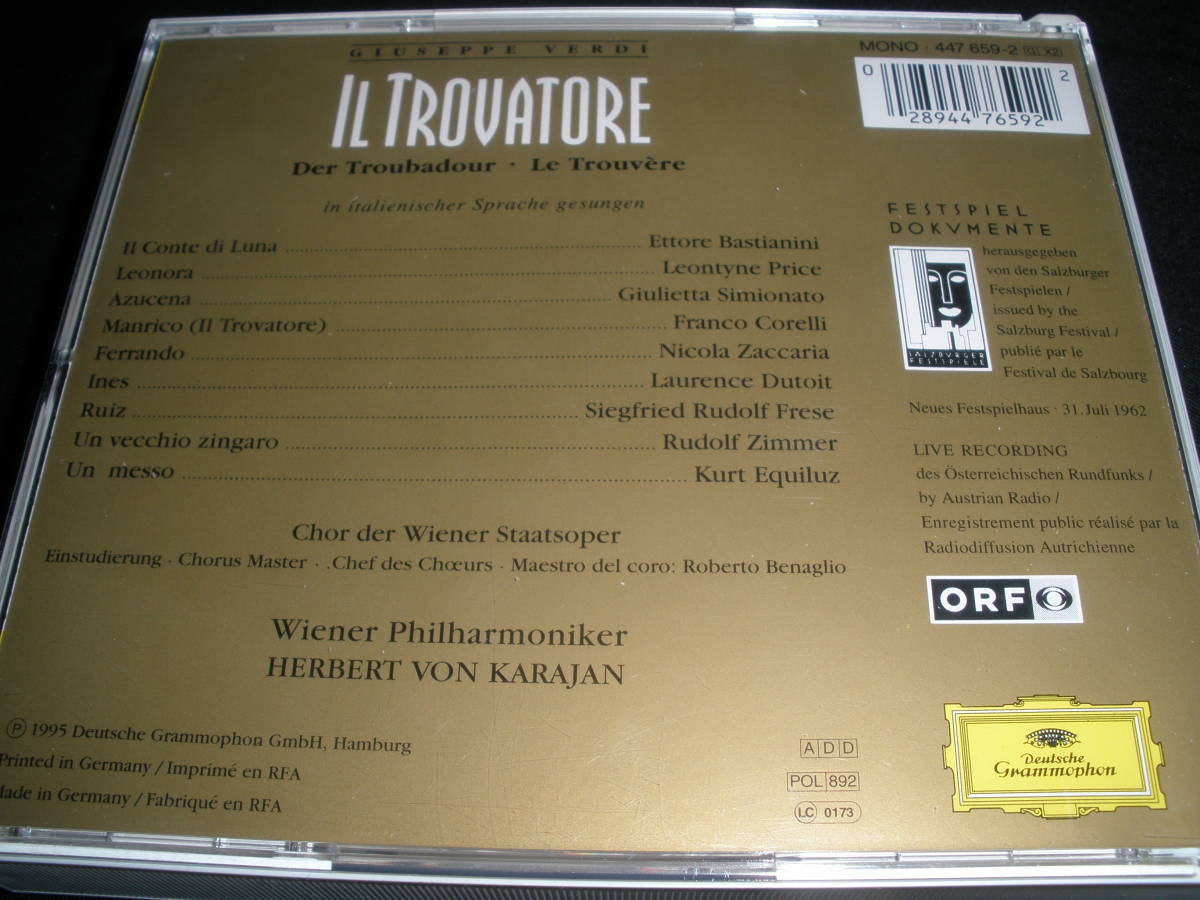 GIUSEPPE VERDI
IL TROVATORE
Der Troubadour · Le Trouvère
in italienischer Sprache gesungen
Il Conte di Luna ........ Ettore Bastianini
Leonora ........ Leontyne Price
Azucena ........ Giulietta Simionato
Manrico (Il Trovatore) ........ Franco Corelli
Ferrando ........ Nicola Zaccaria
Ines ........ Laurence Dutoit
Ruiz ........ Siegfried Rudolf Frese
Un vecchio zingaro ........ Rudolf Zimmer
Un messo ........ Kurt Equiluz
Chor der Wiener Staatsoper
Einstudierung · Chorus Master · .Chef des Chœurs · Maestro del coro: Roberto Benaglio
Wiener Philharmoniker
HERBERT VON KARAJAN
Ⓟ 1995 Deutsche Grammophon GmbH, Hamburg
Printed in Germany / Imprimé en RFA
Made in Germany / Fabriqué en RFA
ADD
POL 892
LC 0173
MONO · 447 659-2 GX2
0 28944 76592 2
FESTSPIEL
DOKVMENTE
SALZBVRGER
FESTSPIELE
herausgegeben
von den Salzburger
Festspielen /
issued by the
Salzburg Festival /
publié par le
Festival de Salzbourg
Neues Festspielhaus · 31. Juli 1962
LIVE RECORDING
des Österreichischen Rundfunks /
by Austrian Radio /
Enregistrement public réalisé par la
Radiodiffusion Autrichienne
ORF
Deutsche
Grammophon